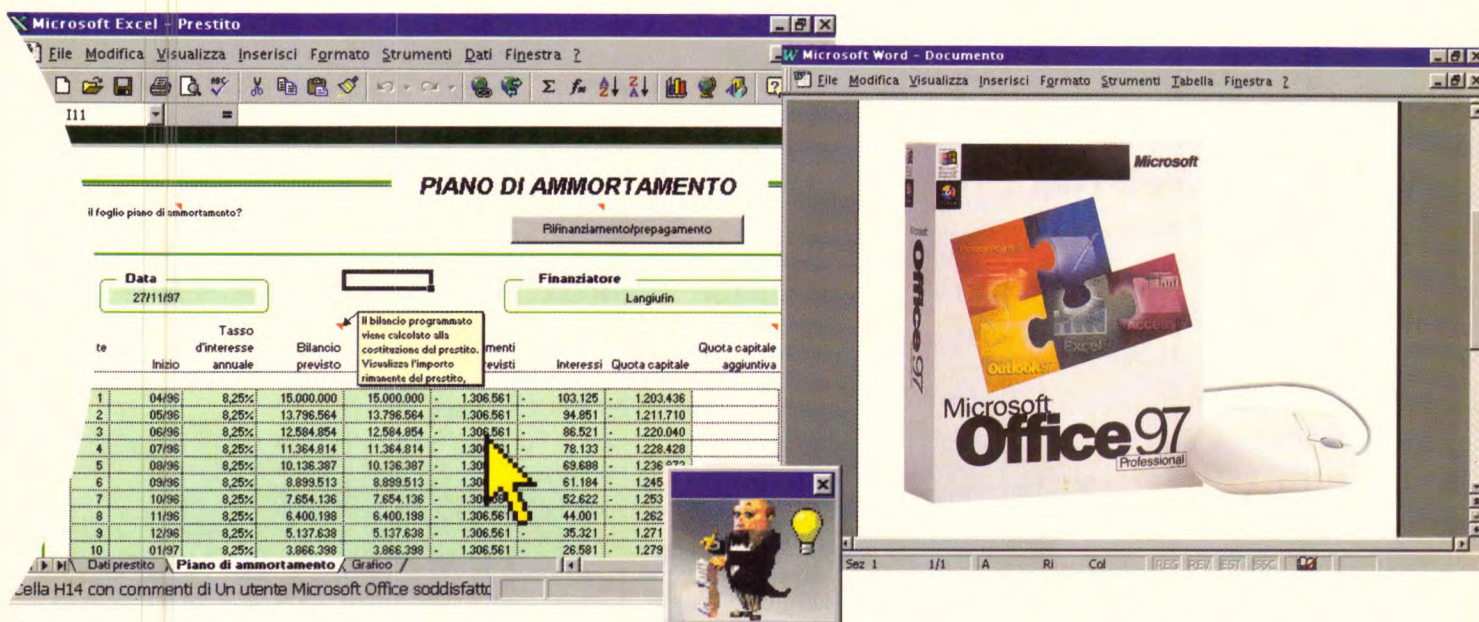 Microsoft Excel - Prestito
File Modifica Visualizza Inserisci Formato Strumenti Dati Finestra ?
I11 =
PIANO DI AMMORTAMENTO
il foglio piano di ammortamento?
Rifinanziamento/prepagamento
Data
27/11/97
Finanziatore
Langiufin
Il bilancio programmato
viene calcolato alla
costituzione del prestito.
Visualizza l'importo
rimanente del prestito,
te Inizio Tasso d'interesse annuale Bilancio previsto menti revisti Interessi Quota capitale Quota capitale aggiuntiva
1 04/96 8,25% 15.000.000 15.000.000 - 1.306.561 - 103.125 - 1.203.436
2 05/96 8,25% 13.796.564 13.796.564 - 1.306.561 - 94.851 - 1.211.710
3 06/96 8,25% 12.584.854 12.584.854 - 1.306.561 - 86.521 - 1.220.040
4 07/96 8,25% 11.364.814 11.364.814 - 78.133 - 1.228.428
5 08/96 8,25% 10.136.387 10.136.387 - 69.688 -
6 09/96 8,25% 8.899.513 8.899.513 - 61.184 - 1.245
7 10/96 8,25% 7.654.136 7.654.136 - 52.622 - 1.253
8 11/96 8,25% 6.400.198 6.400.198 - 1.306.561 - 44.001 - 1.262
9 12/96 8,25% 5.137.638 5.137.638 - 1.306.561 - 35.321 - 1.271
10 01/97 8,25% 3.866.398 3.866.398 - 1.306.561 - 26.581 - 1.279
Dati prestito Piano di ammortamento Grafico
Cella H14 con commenti di Un utente Microsoft Office soddisfatto
Microsoft Word - Documento
File Modifica Visualizza Inserisci Formato Strumenti Tabella Finestra ?
Microsoft
Office 97
PowerPoint
Access
Excel
Outlook
Microsoft
Office 97
Professional
Sez 1 1/1 A Ri Col REG REV EST SSC